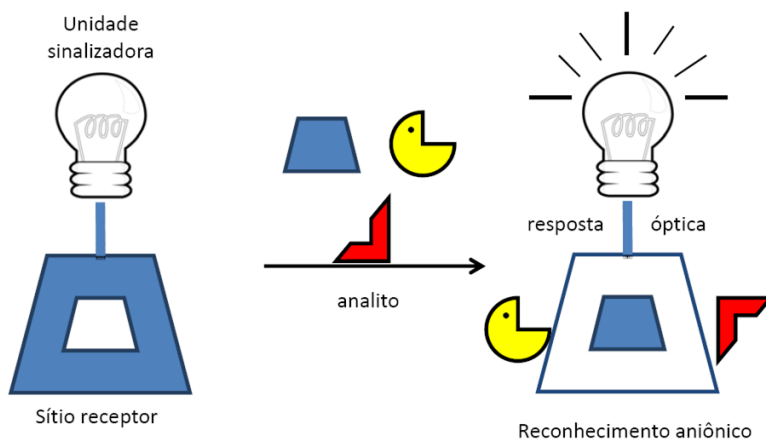 Unidade
sinalizadora
resposta óptica
analito
Sítio receptor
Reconhecimento aniônico